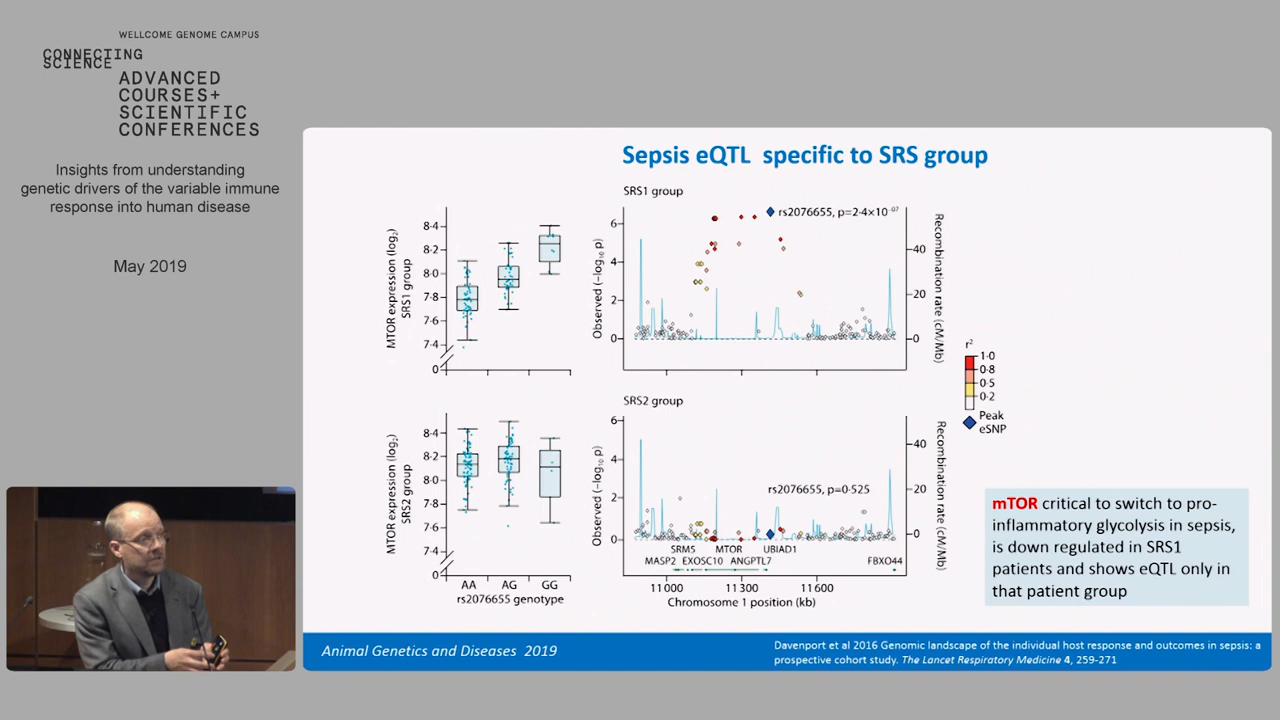 WELLCOME GENOME CAMPUS
CONNECTING
SCIENCE
ADVANCED
COURSES+
SCIENTIFIC
CONFERENCES
Insights from understanding
genetic drivers of the variable immune
response into human disease
May 2019
Sepsis eQTL specific to SRS group
SRS1 group
MTOR expression (log2)
SRS1 group
8·4
8·2
8·0
7·8
7·6
7·4
0
Observed (–log10 p)
6
4
2
0
rs2076655, p=2·4×10-07
40
20
0
Recombination rate (cM/Mb)
r2
1·0
0·8
0·5
0·2
Peak
eSNP
SRS2 group
MTOR expression (log2)
SRS2 group
8·4
8·2
8·0
7·8
7·6
7·4
0
AA AG GG
rs2076655 genotype
Observed (–log10 p)
6
4
2
0
rs2076655, p=0·525
40
20
0
Recombination rate (cM/Mb)
SRM5 MTOR UBIAD1
MASP2 EXOSC10 ANGPTL7 FBXO44
11 000 11 300 11 600
Chromosome 1 position (kb)
mTOR critical to switch to pro-
inflammatory glycolysis in sepsis,
is down regulated in SRS1
patients and shows eQTL only in
that patient group
Animal Genetics and Diseases 2019
Davenport et al 2016 Genomic landscape of the individual host response and outcomes in sepsis: a
prospective cohort study. The Lancet Respiratory Medicine 4, 259-271